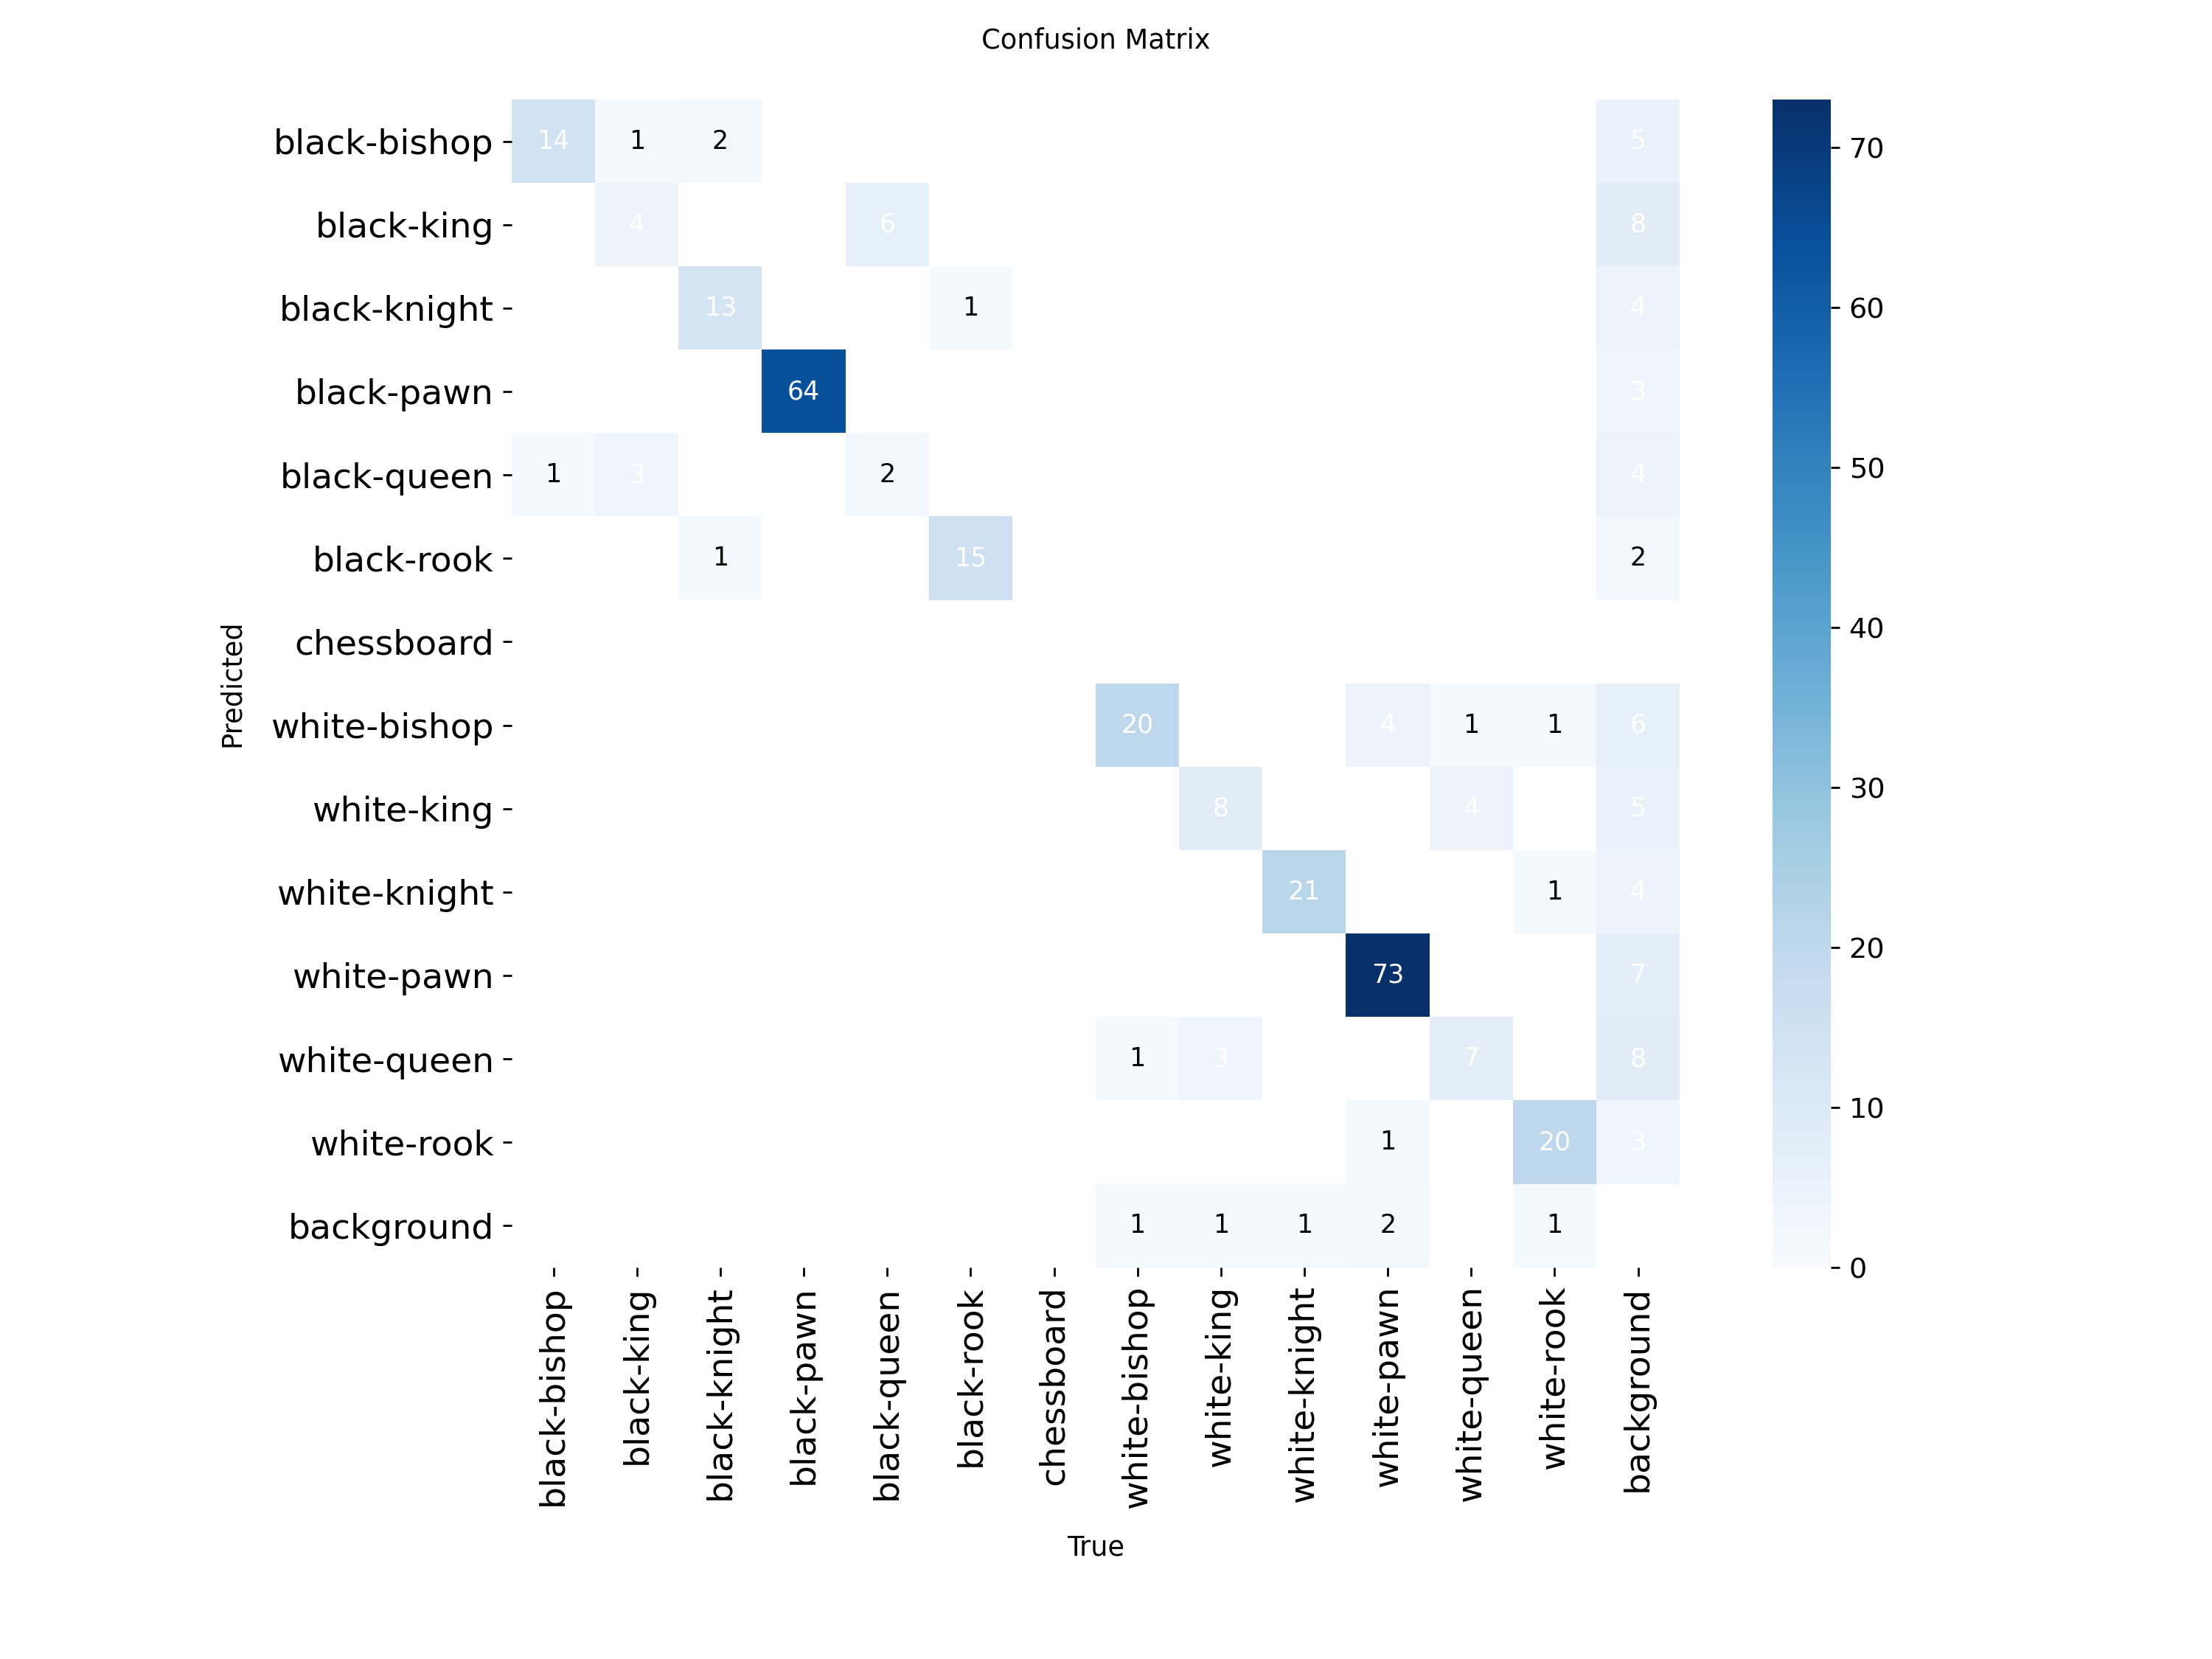 Confusion Matrix
black-bishop 14 1 2 5
black-king 4 6 8
black-knight 13 1 4
black-pawn 64 3
black-queen 1 3 2 4
black-rook 1 15 2
chessboard
white-bishop 20 4 1 1 6
white-king 8 4 5
white-knight 21 1 4
white-pawn 73 7
white-queen 1 3 7 8
white-rook 1 20 3
background 1 1 1 2 1
Predicted
black-bishop
black-king
black-knight
black-pawn
black-queen
black-rook
chessboard
white-bishop
white-king
white-knight
white-pawn
white-queen
white-rook
background
True
70
60
50
40
30
20
10
0